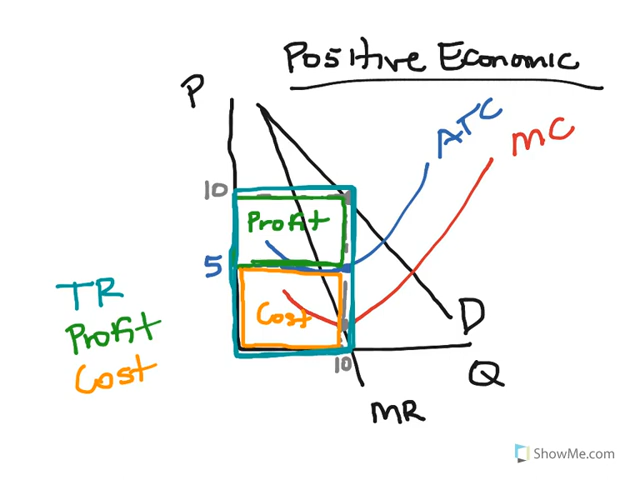 Positive Economic
P
ATC
MC
10
Profit
5
TR
Profit
Cost
Cost
D
10
Q
MR
ShowMe.com